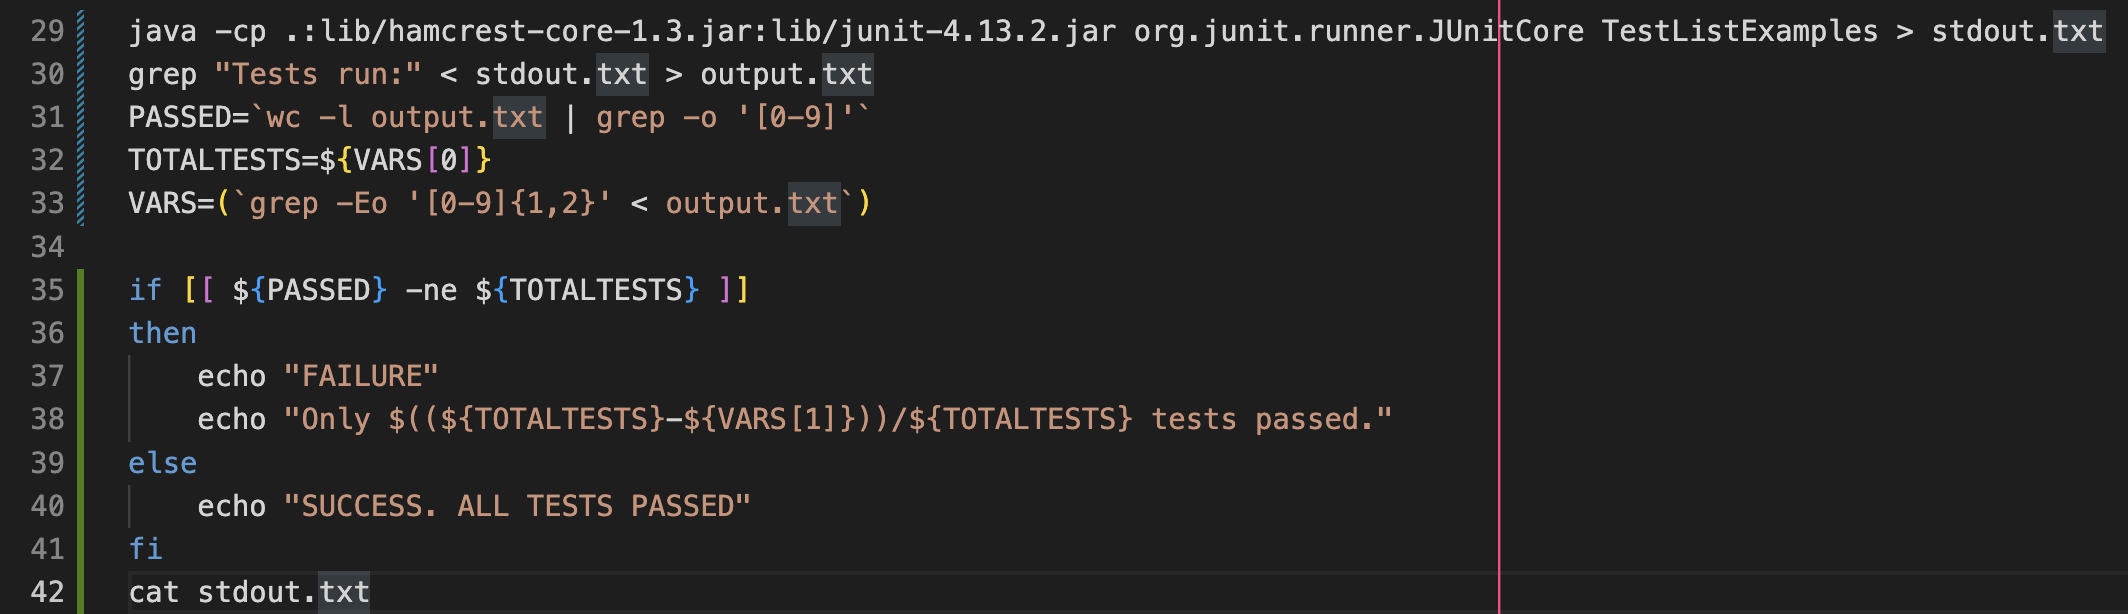 29 java -cp .:lib/hamcrest-core-1.3.jar:lib/junit-4.13.2.jar org.junit.runner.JUnitCore TestListExamples > stdout.txt
30 grep "Tests run:" < stdout.txt > output.txt
31 PASSED=`wc -l output.txt | grep -o '[0-9]'`
32 TOTALTESTS=${VARS[0]}
33 VARS=(`grep -Eo '[0-9]{1,2}' < output.txt`)
34
35 if [[ ${PASSED} -ne ${TOTALTESTS} ]]
36 then
37     echo "FAILURE"
38     echo "Only $((${TOTALTESTS}-${VARS[1]}))/${TOTALTESTS} tests passed."
39 else
40     echo "SUCCESS. ALL TESTS PASSED"
41 fi
42 cat stdout.txt